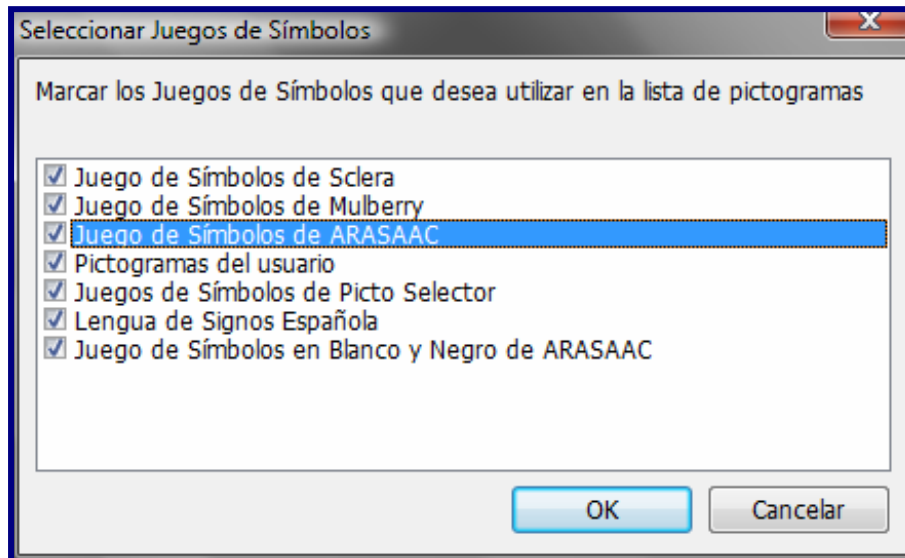 Seleccionar Juegos de Símbolos
Marcar los Juegos de Símbolos que desea utilizar en la lista de pictogramas
Juego de Símbolos de Sclera
Juego de Símbolos de Mulberry
Juego de Símbolos de ARASAAC
Pictogramas del usuario
Juegos de Símbolos de Picto Selector
Lengua de Signos Española
Juego de Símbolos en Blanco y Negro de ARASAAC
OK Cancelar